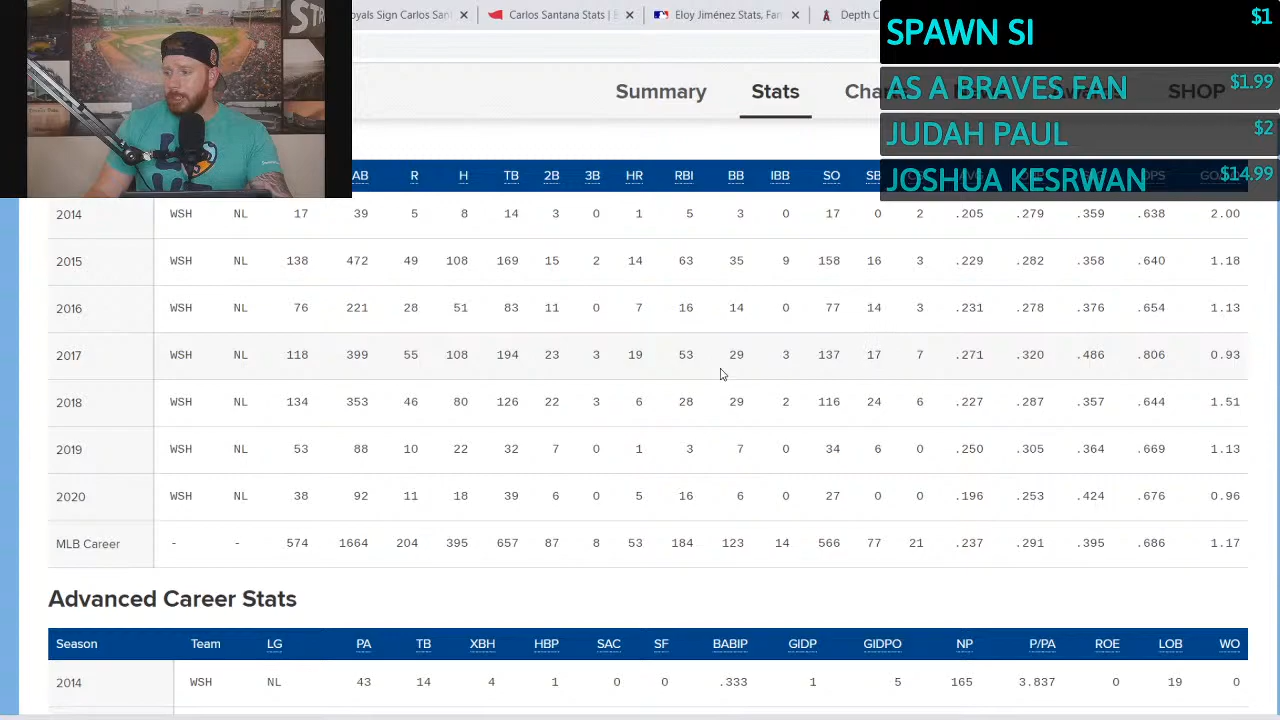 oyals Sign Carlos San
Carlos Santana Stats |
Eloy Jiménez Stats, Fan
Depth C
SPAWN SI $1
AS A BRAVES FAN $1.99
JUDAH PAUL $2
JOSHUA KESRWAN $14.99
Summary Stats Cha SHOP
AB R H TB 2B 3B HR RBI BB IBB SO SB
2014 WSH NL 17 39 5 8 14 3 0 1 5 3 0 17 0 2 .205 .279 .359 .638 2.00
2015 WSH NL 138 472 49 108 169 15 2 14 63 35 9 158 16 3 .229 .282 .358 .640 1.18
2016 WSH NL 76 221 28 51 83 11 0 7 16 14 0 77 14 3 .231 .278 .376 .654 1.13
2017 WSH NL 118 399 55 108 194 23 3 19 53 29 3 137 17 7 .271 .320 .486 .806 0.93
2018 WSH NL 134 353 46 80 126 22 3 6 28 29 2 116 24 6 .227 .287 .357 .644 1.51
2019 WSH NL 53 88 10 22 32 7 0 1 3 7 0 34 6 0 .250 .305 .364 .669 1.13
2020 WSH NL 38 92 11 18 39 6 0 5 16 6 0 27 0 0 .196 .253 .424 .676 0.96
MLB Career - - 574 1664 204 395 657 87 8 53 184 123 14 566 77 21 .237 .291 .395 .686 1.17
Advanced Career Stats
Season Team LG PA TB XBH HBP SAC SF BABIP GIDP GIDPO NP P/PA ROE LOB WO
2014 WSH NL 43 14 4 1 0 0 .333 1 5 165 3.837 0 19 0